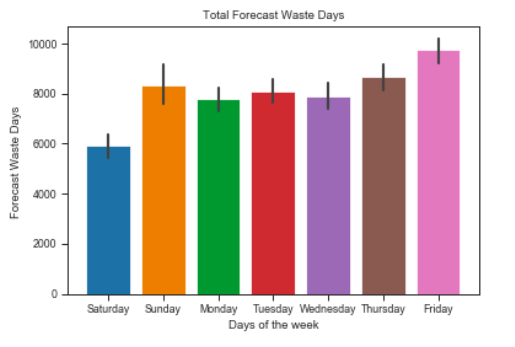 Total Forecast Waste Days
Forecast Waste Days
10000
8000
6000
4000
2000
0
Saturday Sunday Monday Tuesday Wednesday Thursday Friday
Days of the week